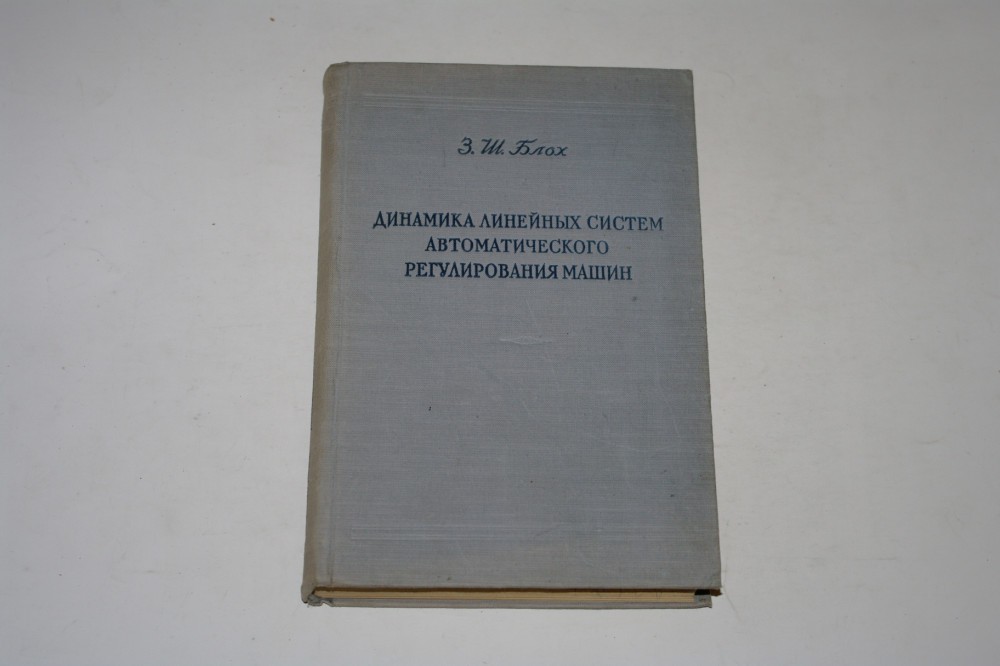 З. Ш. Блох
ДИНАМИКА ЛИНЕЙНЫХ СИСТЕМ
АВТОМАТИЧЕСКОГО
РЕГУЛИРОВАНИЯ МАШИН